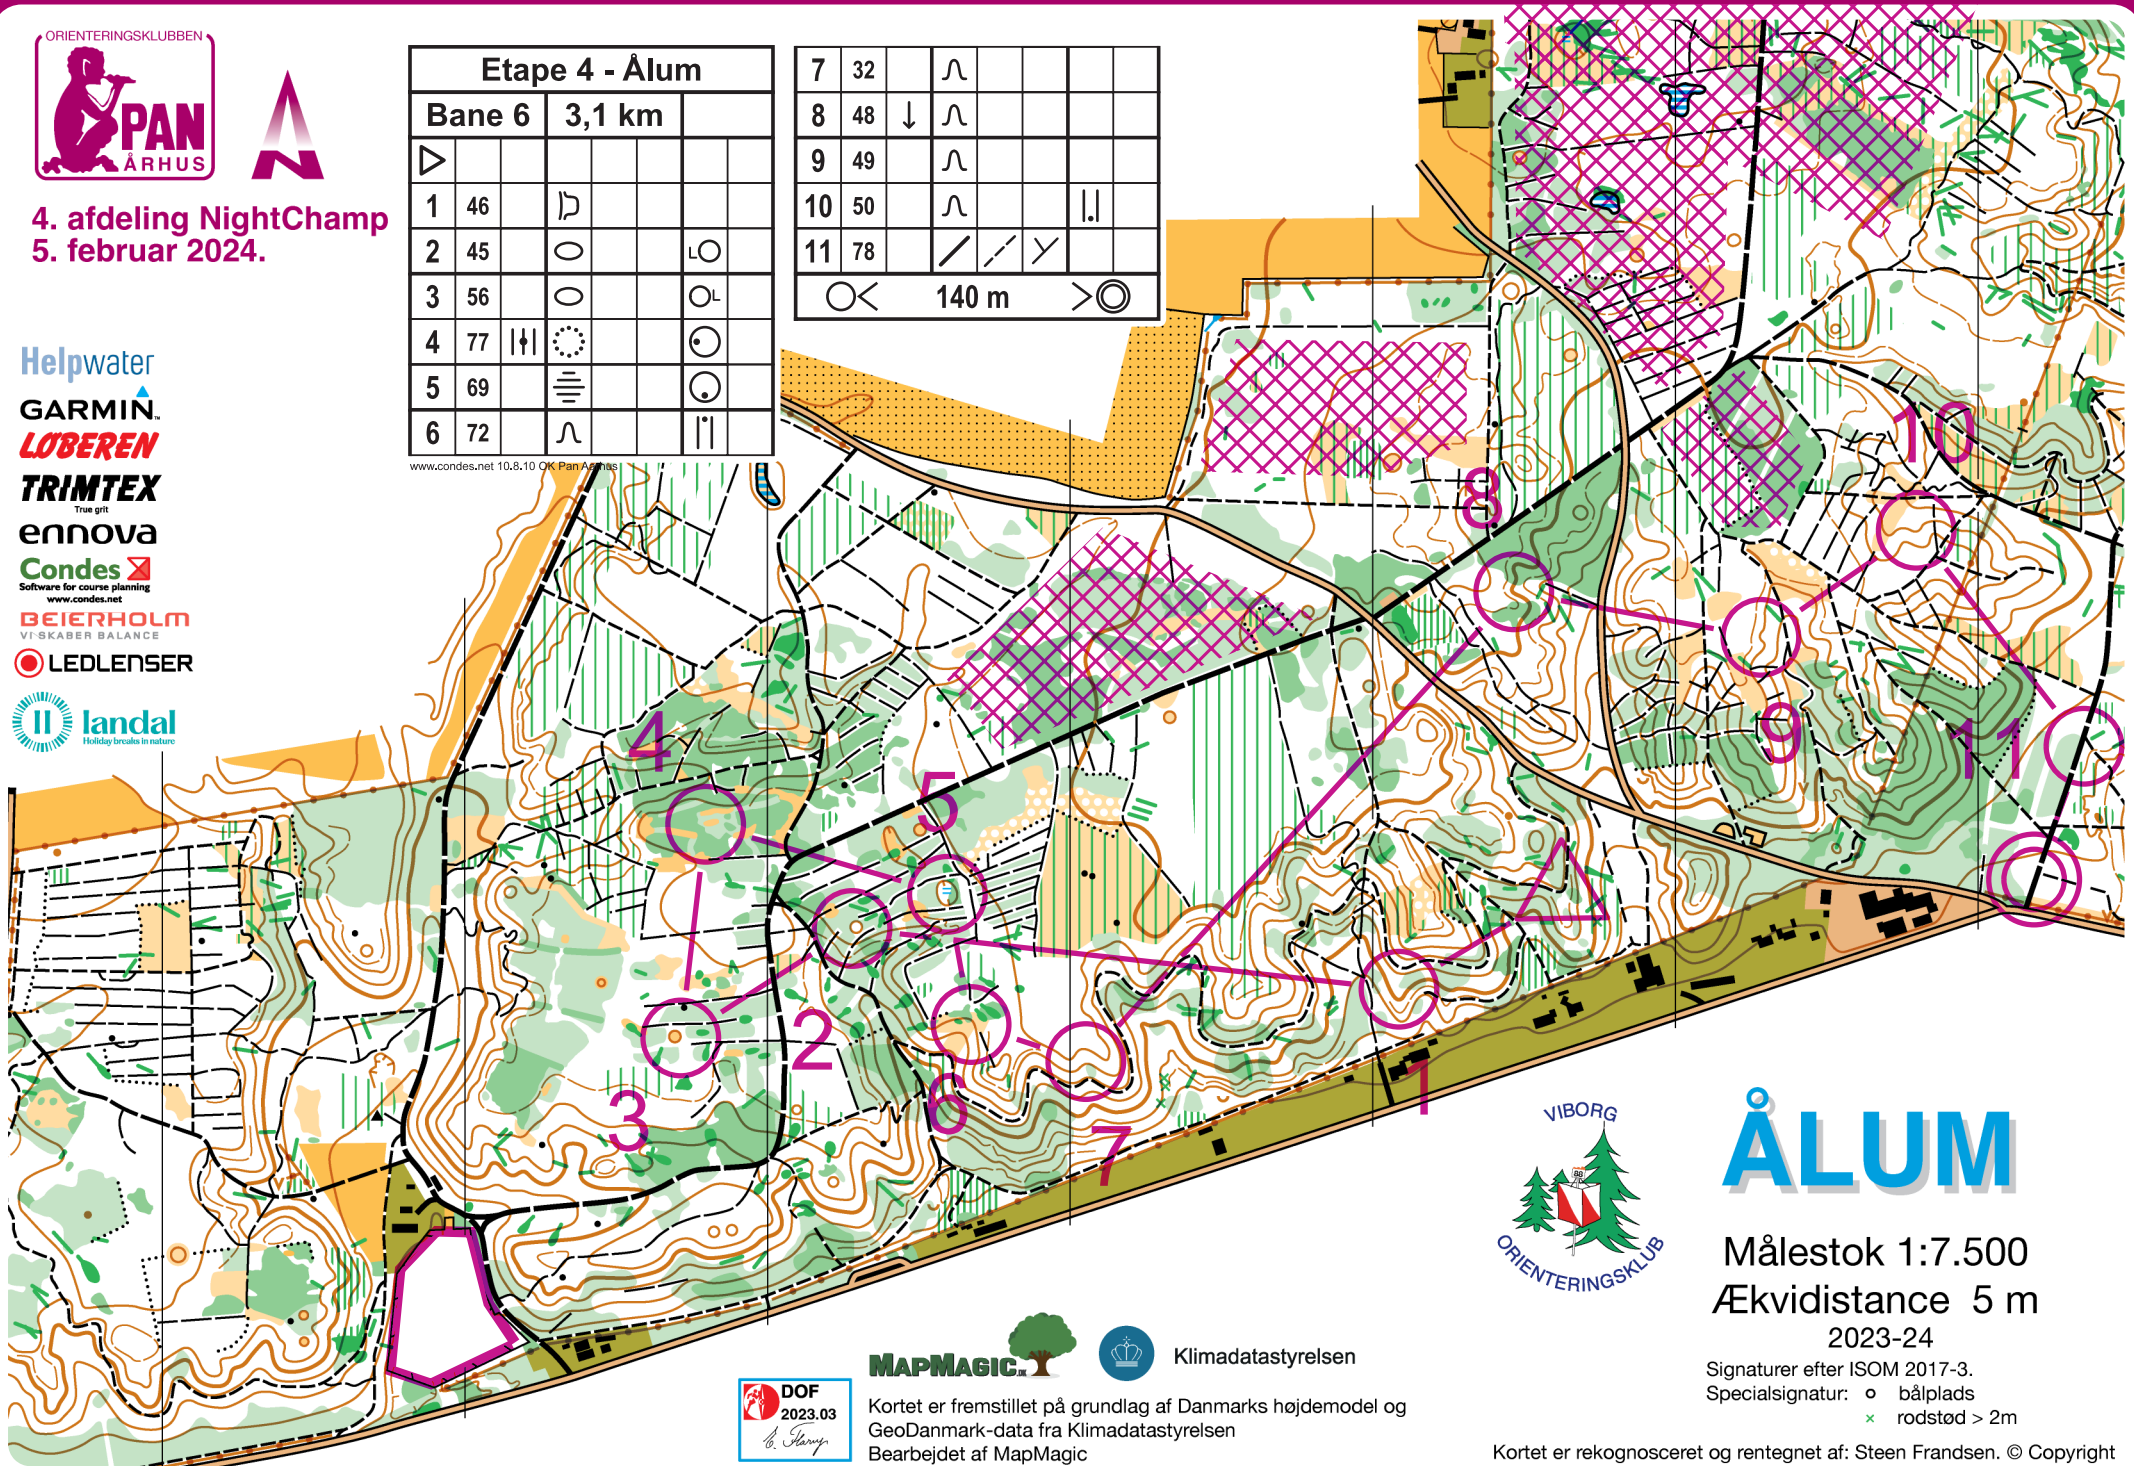 ORIENTERINGSKLUBBEN
PAN
ÅRHUS
4. afdeling NightChamp
5. februar 2024.
Helpwater
GARMIN
LØBEREN
TRIMTEX
True grit
ennova
Condes
Software for course planning
www.condes.net
BEIERHOLM
VI SKABER BALANCE
LEDLENSER
landal
Holiday breaks in nature
Etape 4 - Ålum
Bane 6 3,1 km
1 46
2 45
3 56
4 77
5 69
6 72
www.condes.net 10.8.10 OK Pan Aarhus
7 32
8 48
9 49
10 50
11 78
140 m
10
8
4
9
11
5
2
1
6
3
7
VIBORG
88
ORIENTERINGSKLUB
ÅLUM
Målestok 1:7.500
Ækvidistance 5 m
2023-24
Signaturer efter ISOM 2017-3.
Specialsignatur: bålplads
rodstød > 2m
Kortet er rekognosceret og rentegnet af: Steen Frandsen. © Copyright
MAPMAGIC
Klimadatastyrelsen
DOF
2023.03
Kortet er fremstillet på grundlag af Danmarks højdemodel og
GeoDanmark-data fra Klimadatastyrelsen
Bearbejdet af MapMagic